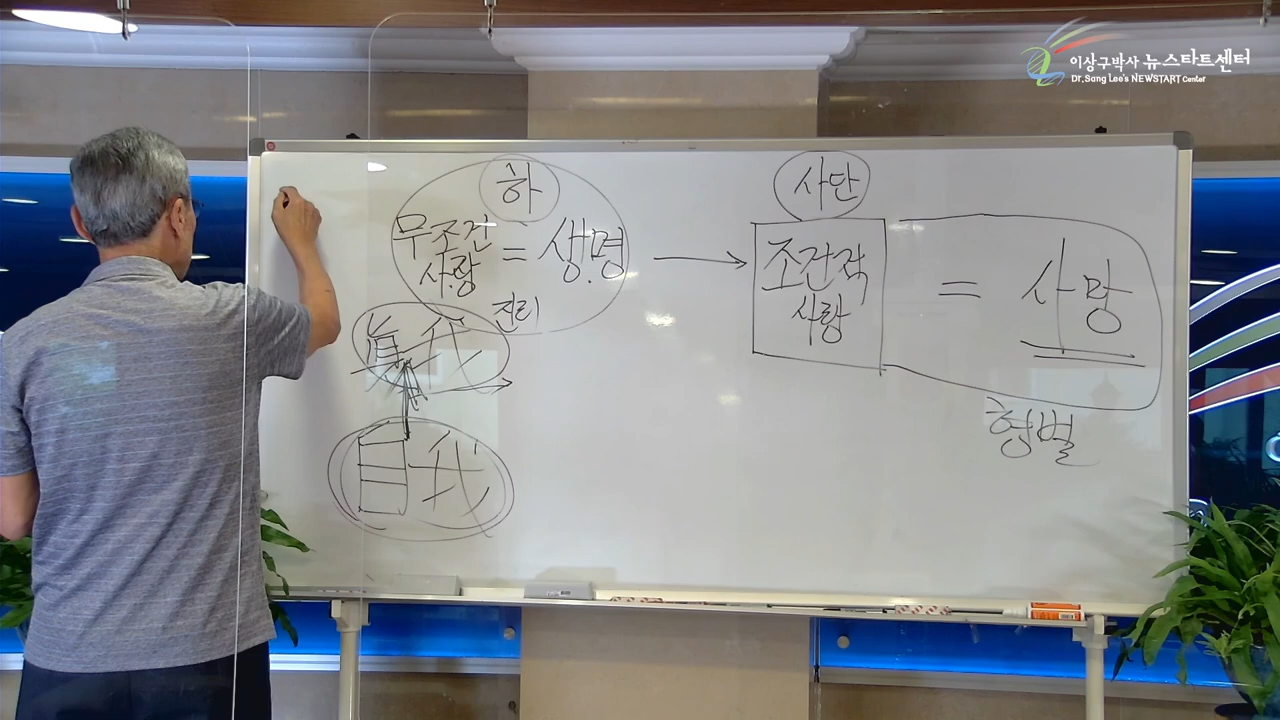 이상구박사 뉴스타트센터
Dr. Sang Lee's NEWSTART Center
하
무조건 = 생명
사랑
진리
眞我
自我
사단
조건적 = 사망
사랑
형벌